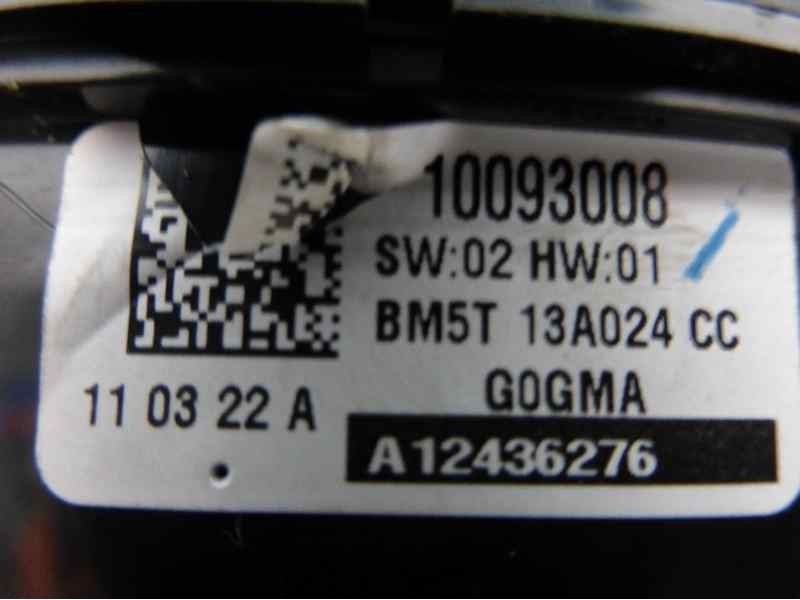 10093008
SW:02 HW:01
BM5T 13A024 CC
G0GMA
11 03 22 A
A12436276